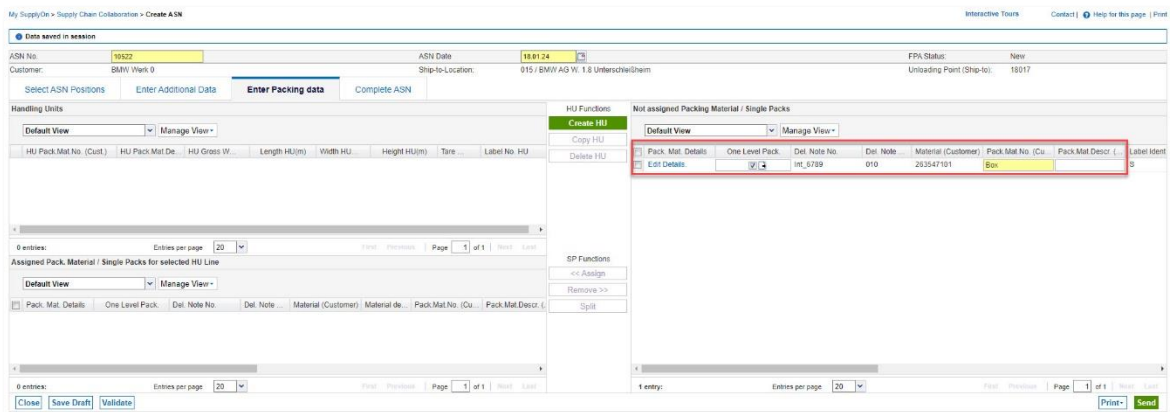 My SupplyOn > Supply Chain Collaboration > Create ASN Interactive Tours Contact | Help for this page | Print
Data saved in session
ASN No. 10522 ASN Date 18.01.24 FPA Status: New
Customer: BMW Werk 0 Ship-to-Location: 015 / BMW AG W. 1.8 Unterschleißheim Unloading Point (Ship-to): 18017
Select ASN Positions Enter Additional Data Enter Packing data Complete ASN
Handling Units HU Functions Not assigned Packing Material / Single Packs
Default View Manage View Create HU Default View Manage View
Copy HU
HU Pack.Mat.No. (Cust.) HU Pack.Mat.De... HU Gross W... Length HU(m) Width HU... Height HU(m) Tare ... Label No. HU Delete HU Pack. Mat. Details One Level Pack. Del. Note No. Del. Note ... Material (Customer) Pack.Mat.No. (Cu... Pack.Mat.Descr. (... Label Ident
Edit Details Int_6789 010 263547101 Box S
0 entries: Entries per page 20 First Previous Page 1 of 1 Next Last
Assigned Pack. Material / Single Packs for selected HU Line SP Functions
<< Assign
Default View Manage View Remove >>
Pack. Mat. Details One Level Pack. Del. Note No. Del. Note ... Material (Customer) Material de... Pack.Mat.No. (Cu... Pack.Mat.Descr. (. Split
0 entries: Entries per page 20 First Previous Page 1 of 1 Next Last 1 entry: Entries per page 20 First Previous Page 1 of 1 Next Last
Close Save Draft Validate Print Send